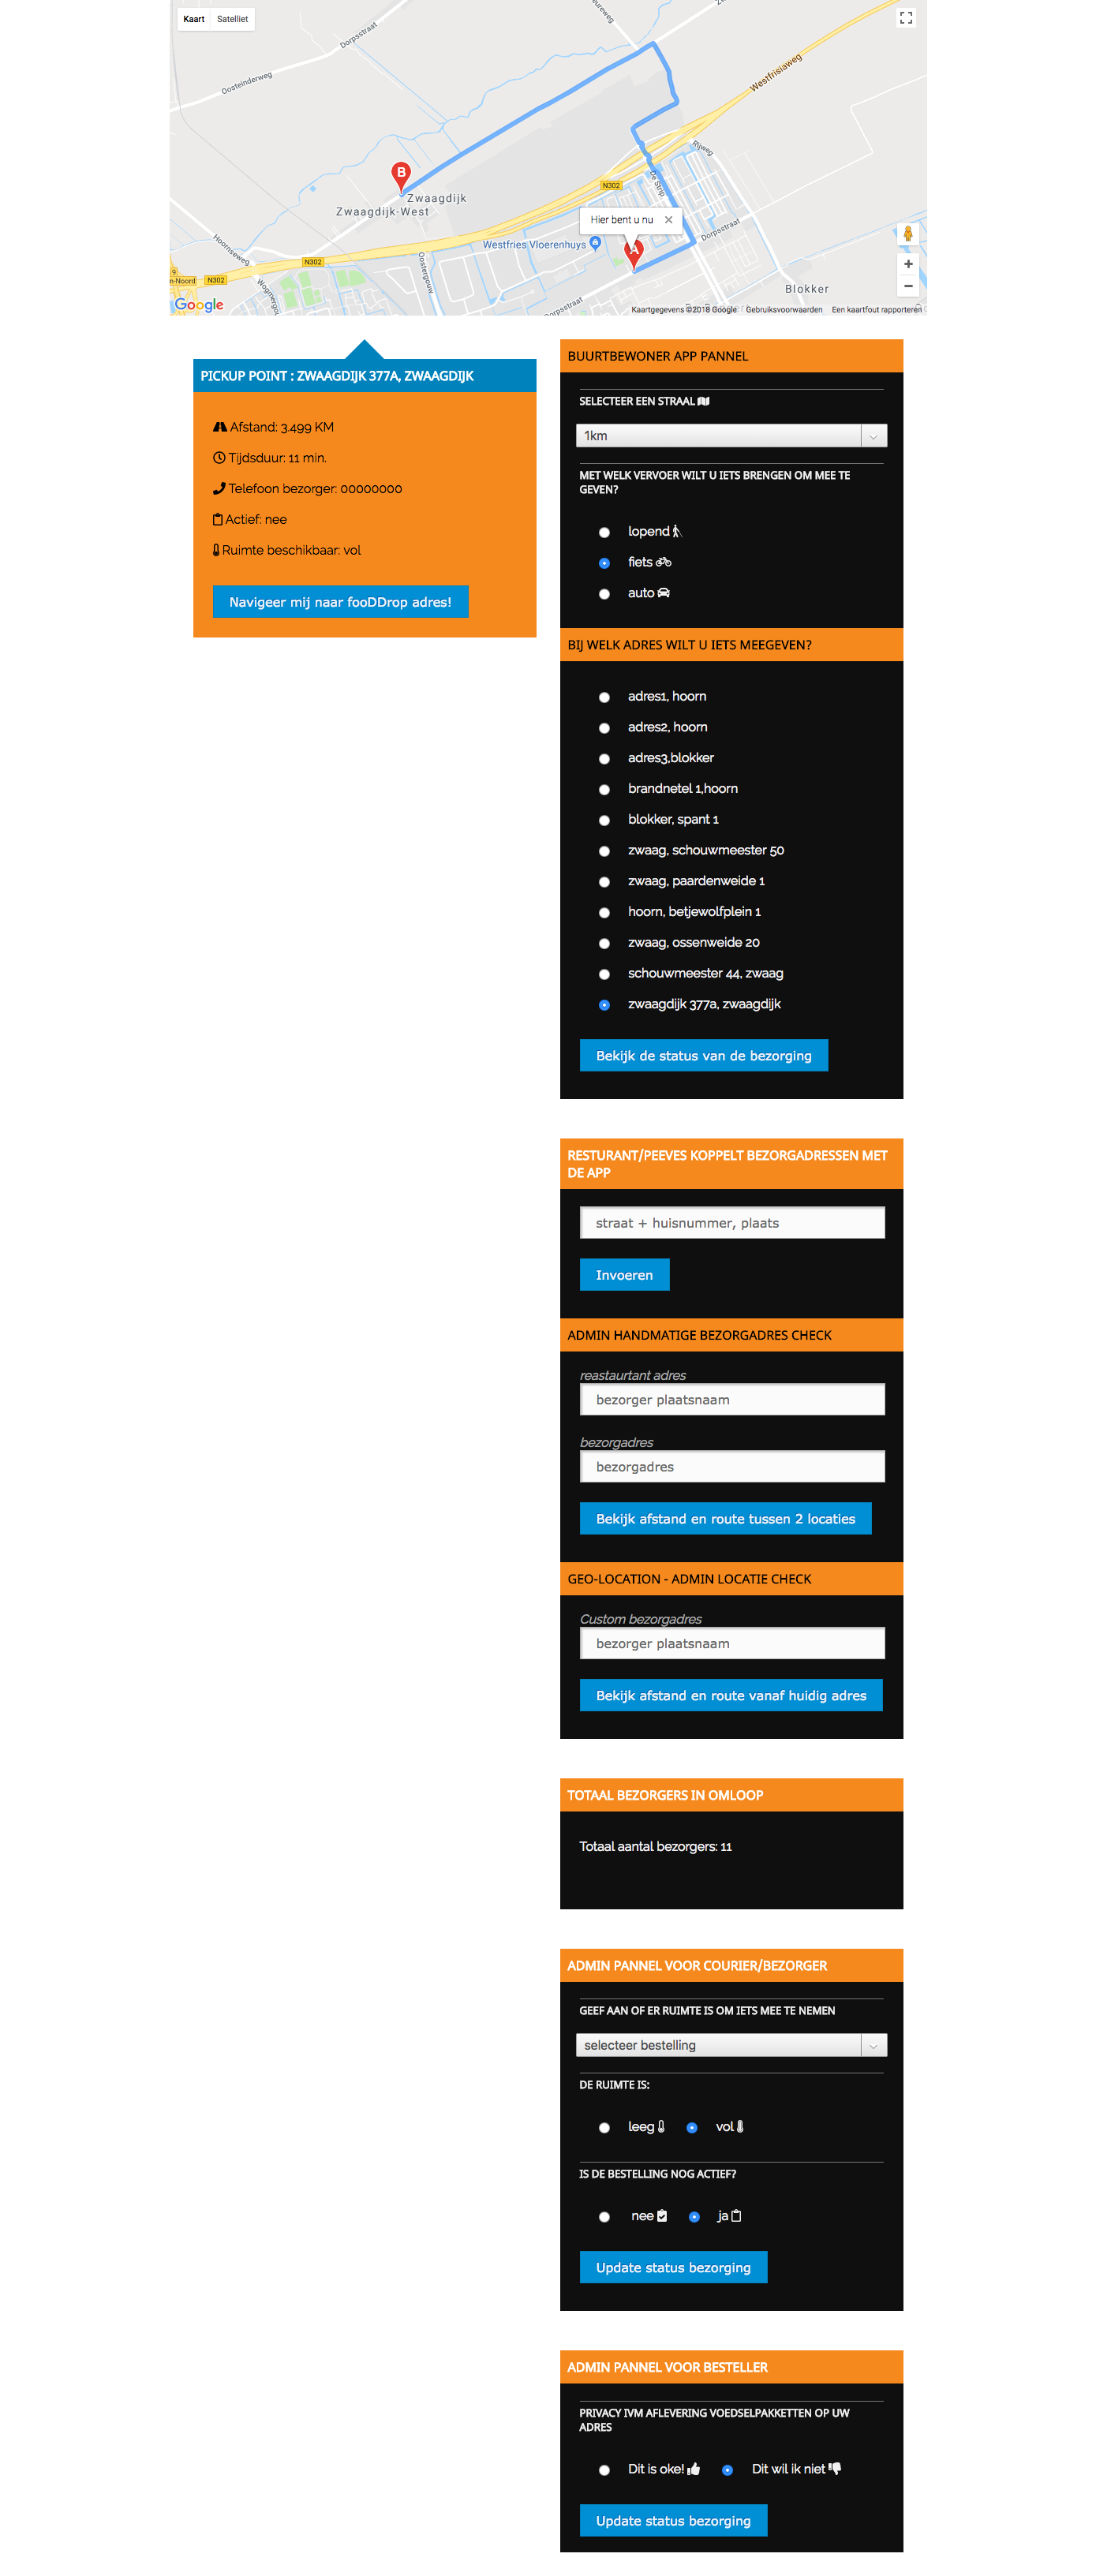 Kaart Satelliet
Dorpsstraat
Oosteinderweg
Westfrisiaweg
Rijweg
De Strip
N302
B
Zwaagdijk
Zwaagdijk-West
Hier bent u nu
Westfries Vloerenhuys
A
Dorpsstraat
Hoornseweg
Oostergouw
N302
N302
Blokker
Dorpsstraat
Google
Kaartgegevens ©2018 Google Gebruiksvoorwaarden Een kaartfout rapporteren
PICKUP POINT : ZWAAGDIJK 377A, ZWAAGDIJK
Afstand: 3.499 KM
Tijdsduur: 11 min.
Telefoon bezorger: 00000000
Actief: nee
Ruimte beschikbaar: vol
Navigeer mij naar fooDDrop adres!
BUURTBEWONER APP PANNEL
SELECTEER EEN STRAAL
1km
MET WELK VERVOER WILT U IETS BRENGEN OM MEE TE
GEVEN?
lopend
fiets
auto
BIJ WELK ADRES WILT U IETS MEEGEVEN?
adres1, hoorn
adres2, hoorn
adres3,blokker
brandnetel 1,hoorn
blokker, spant 1
zwaag, schouwmeester 50
zwaag, paardenweide 1
hoorn, betjewolfplein 1
zwaag, ossenweide 20
schouwmeester 44, zwaag
zwaagdijk 377a, zwaagdijk
Bekijk de status van de bezorging
RESTURANT/PEEVES KOPPELT BEZORGADRESSEN MET
DE APP
straat + huisnummer, plaats
Invoeren
ADMIN HANDMATIGE BEZORGADRES CHECK
reastaurtant adres
bezorger plaatsnaam
bezorgadres
bezorgadres
Bekijk afstand en route tussen 2 locaties
GEO-LOCATION - ADMIN LOCATIE CHECK
Custom bezorgadres
bezorger plaatsnaam
Bekijk afstand en route vanaf huidig adres
TOTAAL BEZORGERS IN OMLOOP
Totaal aantal bezorgers: 11
ADMIN PANNEL VOOR COURIER/BEZORGER
GEEF AAN OF ER RUIMTE IS OM IETS MEE TE NEMEN
selecteer bestelling
DE RUIMTE IS:
leeg vol
IS DE BESTELLING NOG ACTIEF?
nee ja
Update status bezorging
ADMIN PANNEL VOOR BESTELLER
PRIVACY IVM AFLEVERING VOEDSELPAKKETTEN OP UW
ADRES
Dit is oke! Dit wil ik niet
Update status bezorging